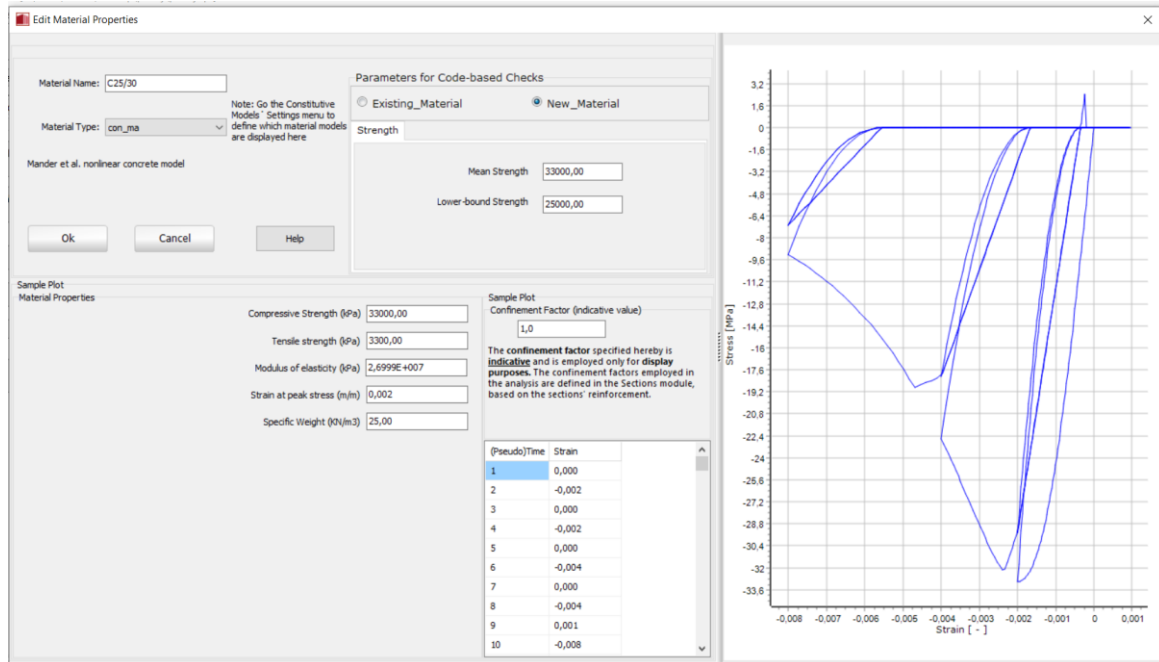 Edit Material Properties
Material Name: C25/30
Material Type: con_ma
Note: Go the Constitutive
Models´ Settings menu to
define which material models
are displayed here
Mander et al. nonlinear concrete model
Ok Cancel Help
Parameters for Code-based Checks
Existing_Material New_Material
Strength
Mean Strength 33000,00
Lower-bound Strength 25000,00
Sample Plot
Material Properties
Compressive Strength (kPa) 33000,00
Tensile strength (kPa) 3300,00
Modulus of elasticity (kPa) 2,6999E+007
Strain at peak stress (m/m) 0,002
Specific Weight (KN/m3) 25,00
Sample Plot
Confinement Factor (indicative value)
1,0
The confinement factor specified hereby is
indicative and is employed only for display
purposes. The confinement factors employed in
the analysis are defined in the Sections module,
based on the sections' reinforcement.
(Pseudo)Time Strain
1 0,000
2 -0,002
3 0,000
4 -0,002
5 0,000
6 -0,004
7 0,000
8 -0,004
9 0,001
10 -0,008
Stress [MPa]
3,2
1,6
0
-1,6
-3,2
-4,8
-6,4
-8
-9,6
-11,2
-12,8
-14,4
-16
-17,6
-19,2
-20,8
-22,4
-24
-25,6
-27,2
-28,8
-30,4
-32
-33,6
-0,008 -0,007 -0,006 -0,005 -0,004 -0,003 -0,002 -0,001 0 0,001
Strain [ - ]